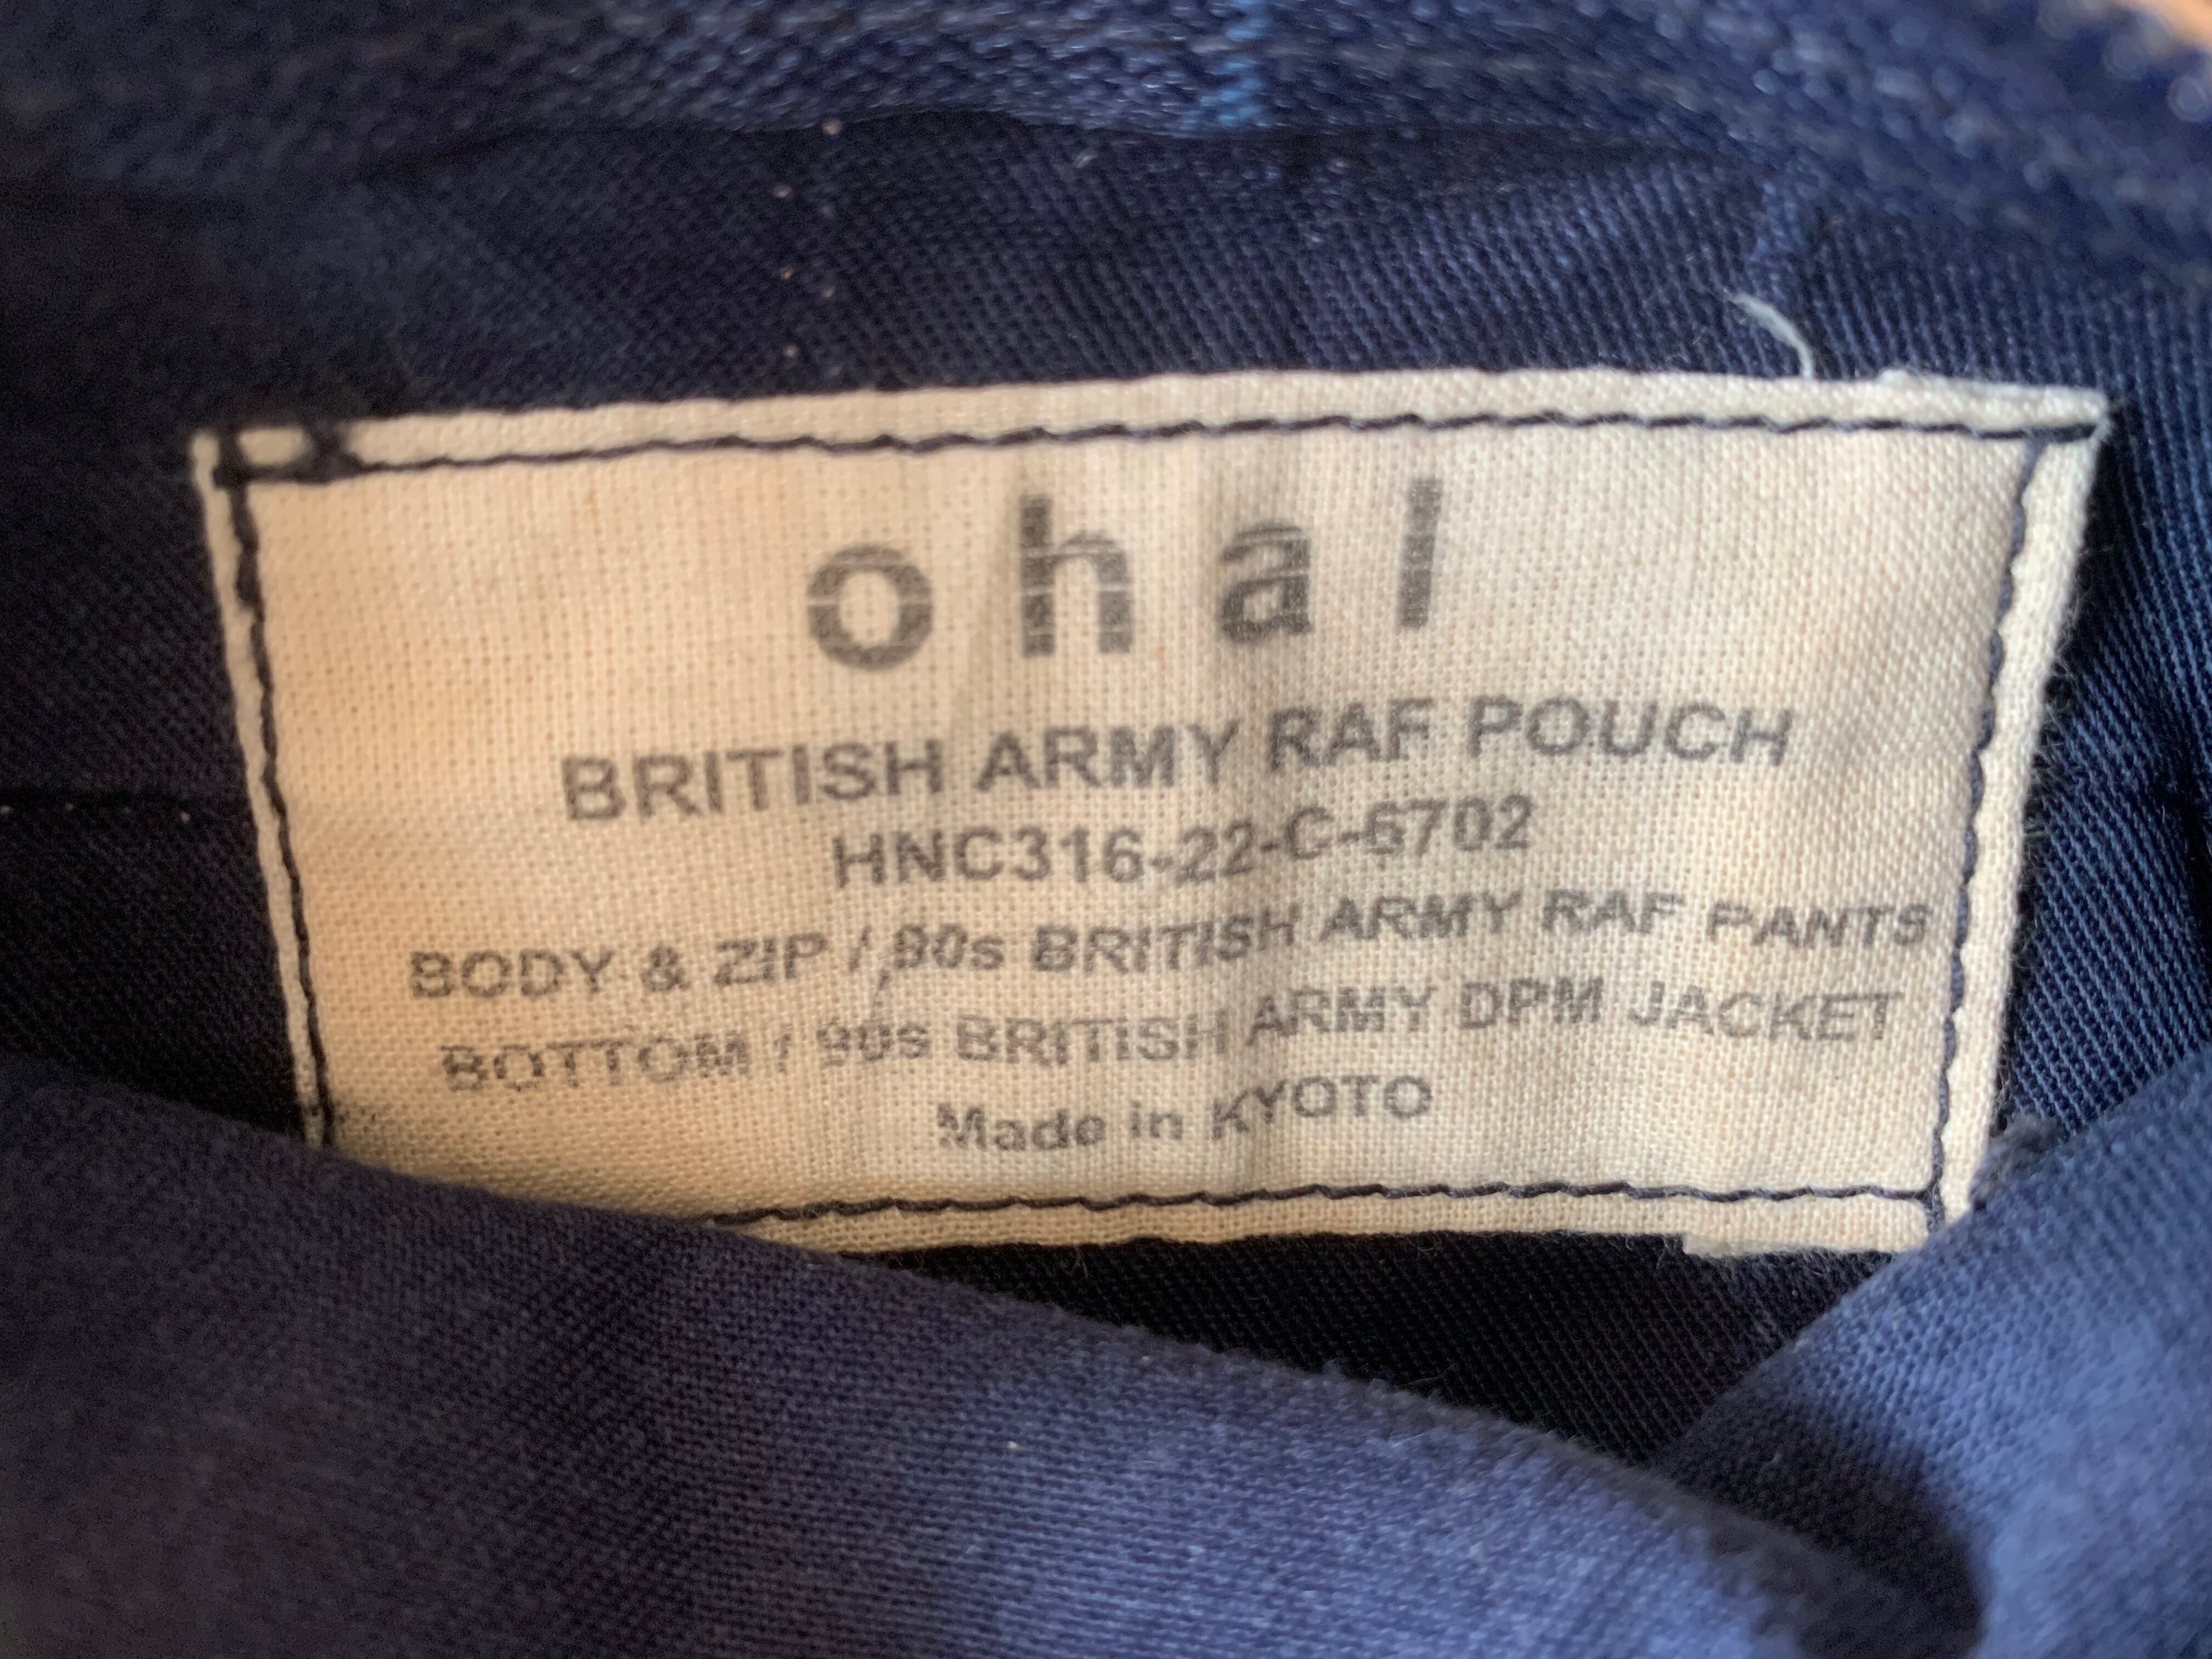 ohal
BRITISH ARMY RAF POUCH
HNC316-22-C-6702
BODY & ZIP / 90s BRITISH ARMY RAF PANTS
BOTTOM / 90s BRITISH ARMY DPM JACKET
Made in KYOTO